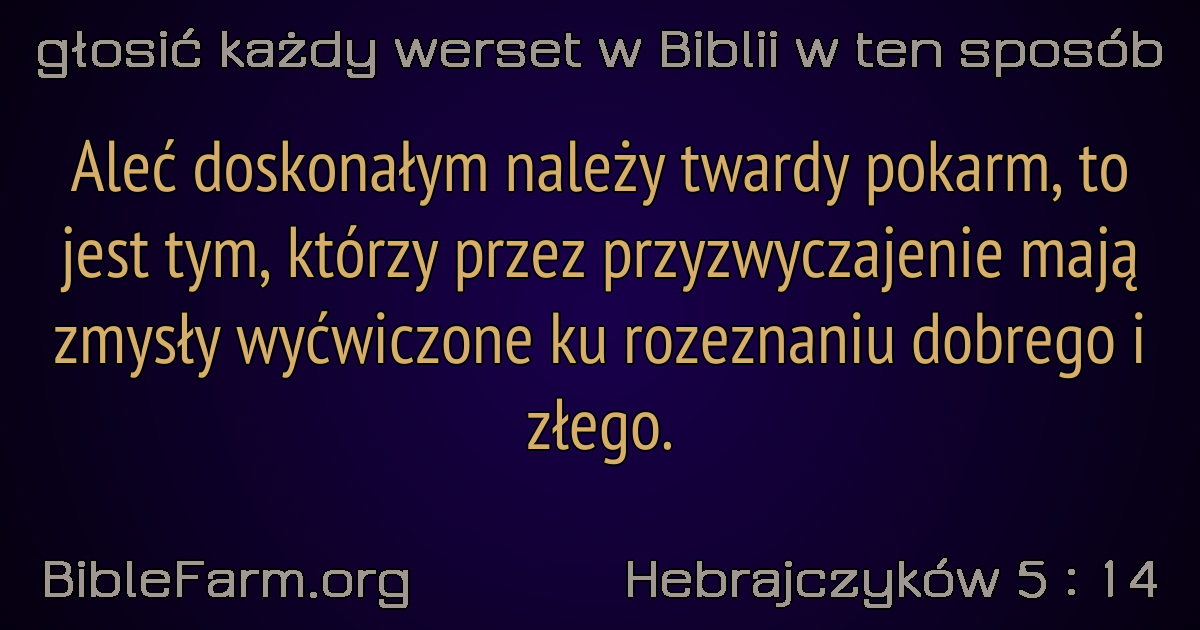 głosić każdy werset w Biblii w ten sposób
Aleć doskonałym należy twardy pokarm, to
jest tym, którzy przez przyzwyczajenie mają
zmysły wyćwiczone ku rozeznaniu dobrego i
złego.
BibleFarm.org
Hebrajczyków 5 : 14